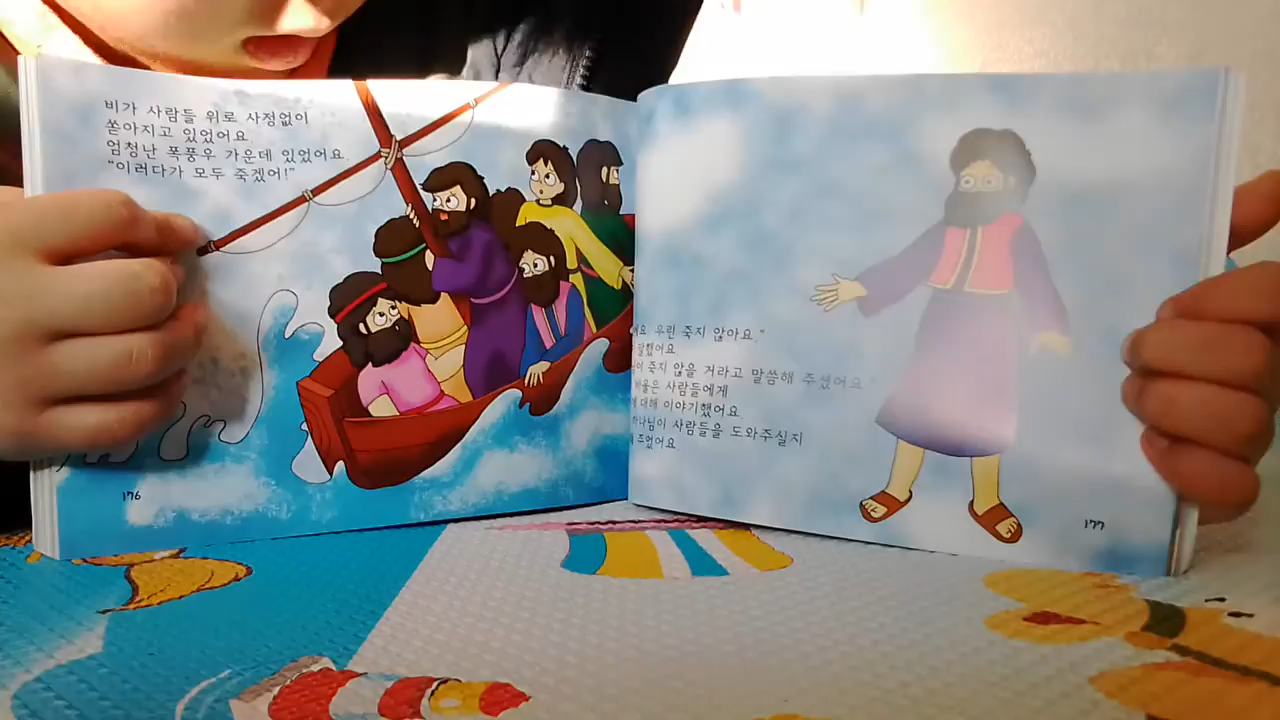 비가 사람들 위로 사정없이
쏟아지고 있었어요
엄청난 폭풍우 가운데 있었어요.
“이러다가 모두 죽겠어!”
176
우린 죽지 않아요.”
말했어요
죽지 않을 거라고 말씀해 주셨어요.”
바울은 사람들에게
대해 이야기했어요.
하나님이 사람들을 도와주실지
주었어요
177